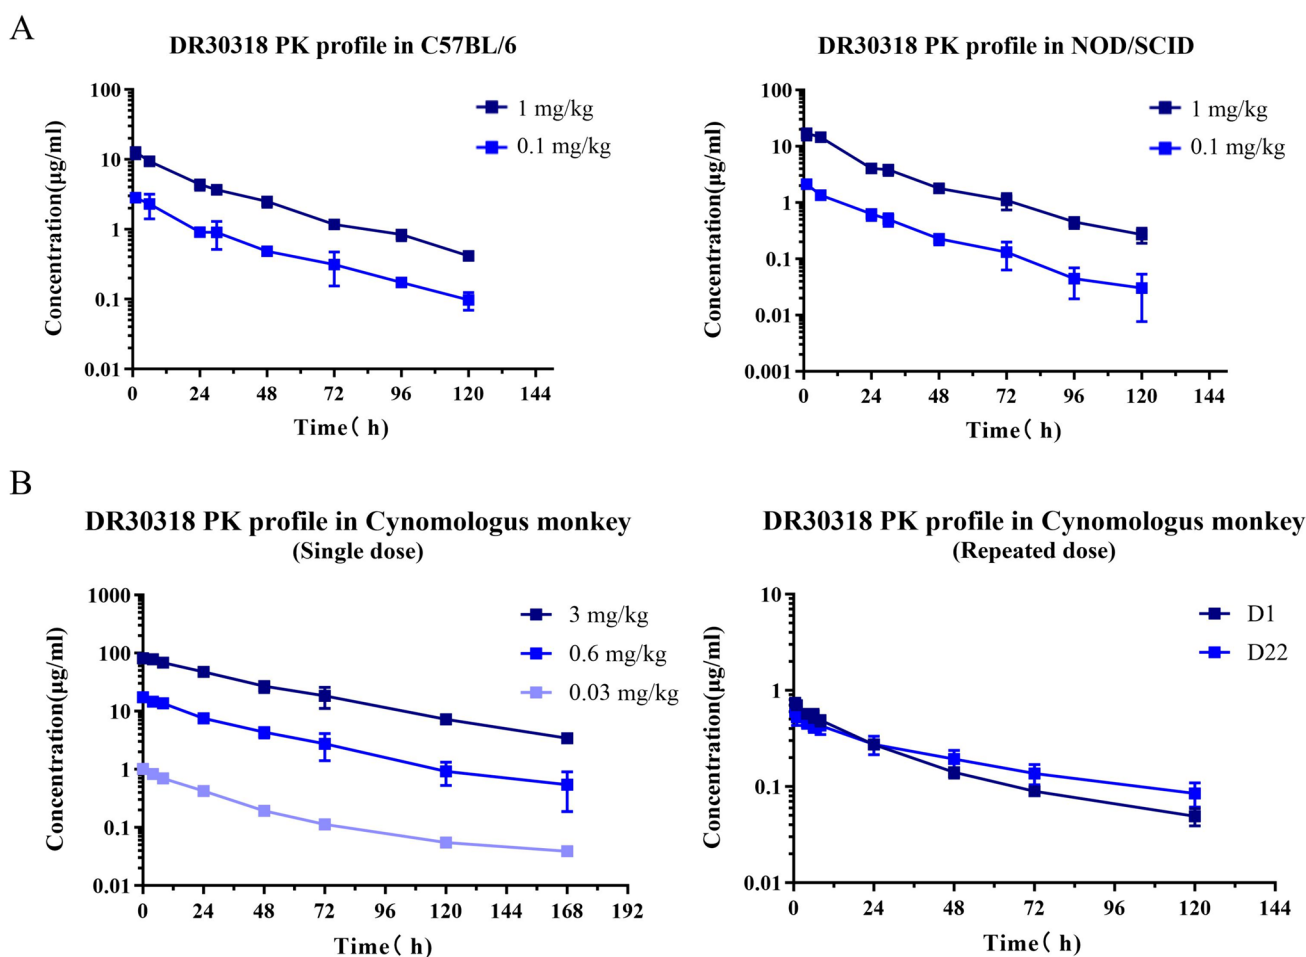 A
DR30318 PK profile in C57BL/6
100
10
1
0.1
0.01
Concentration(μg/ml)
1 mg/kg
0.1 mg/kg
0 24 48 72 96 120 144
Time( h)
DR30318 PK profile in NOD/SCID
100
10
1
0.1
0.01
0.001
Concentration(μg/ml)
1 mg/kg
0.1 mg/kg
0 24 48 72 96 120 144
Time( h)
B
DR30318 PK profile in Cynomologus monkey
(Single dose)
1000
100
10
1
0.1
0.01
Concentration(μg/ml)
3 mg/kg
0.6 mg/kg
0.03 mg/kg
0 24 48 72 96 120 144 168 192
Time( h)
DR30318 PK profile in Cynomologus monkey
(Repeated dose)
10
1
0.1
0.01
Concentration(μg/ml)
D1
D22
0 24 48 72 96 120 144
Time( h)